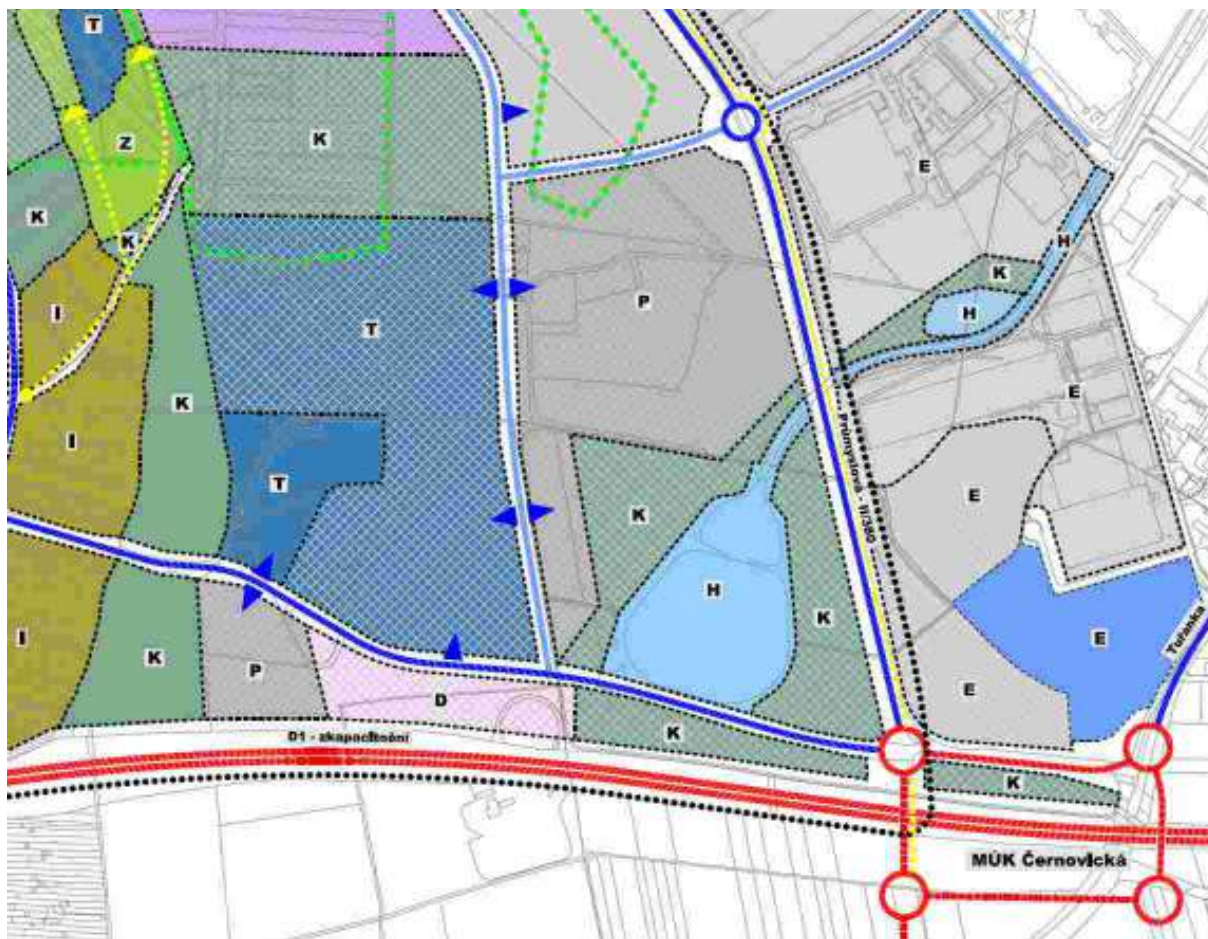 T
K
Z
E
K
K
H
K
I
H
T
P
K
I
E
T
E
K
Průmyslová - II/380
H
K
I
K
P
D
E
E
Tuřanka
K
D1 - zkapacitnění
K
MÚK Černovická